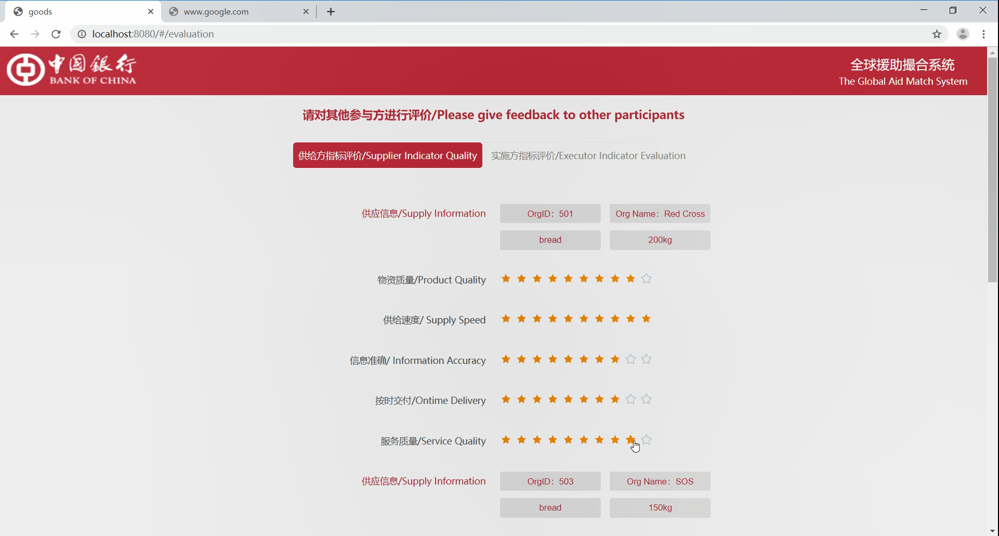 goods
www.google.com
localhost:8080/#/evaluation
中国銀行
BANK OF CHINA
全球援助撮合系统
The Global Aid Match System
请对其他参与方进行评价/Please give feedback to other participants
供给方指标评价/Supplier Indicator Quality
实施方指标评价/Executor Indicator Evaluation
供应信息/Supply Information
OrgID：501
Org Name：Red Cross
bread
200kg
物资质量/Product Quality
供给速度/ Supply Speed
信息准确/ Information Accuracy
按时交付/Ontime Delivery
服务质量/Service Quality
供应信息/Supply Information
OrgID：503
Org Name：SOS
bread
150kg